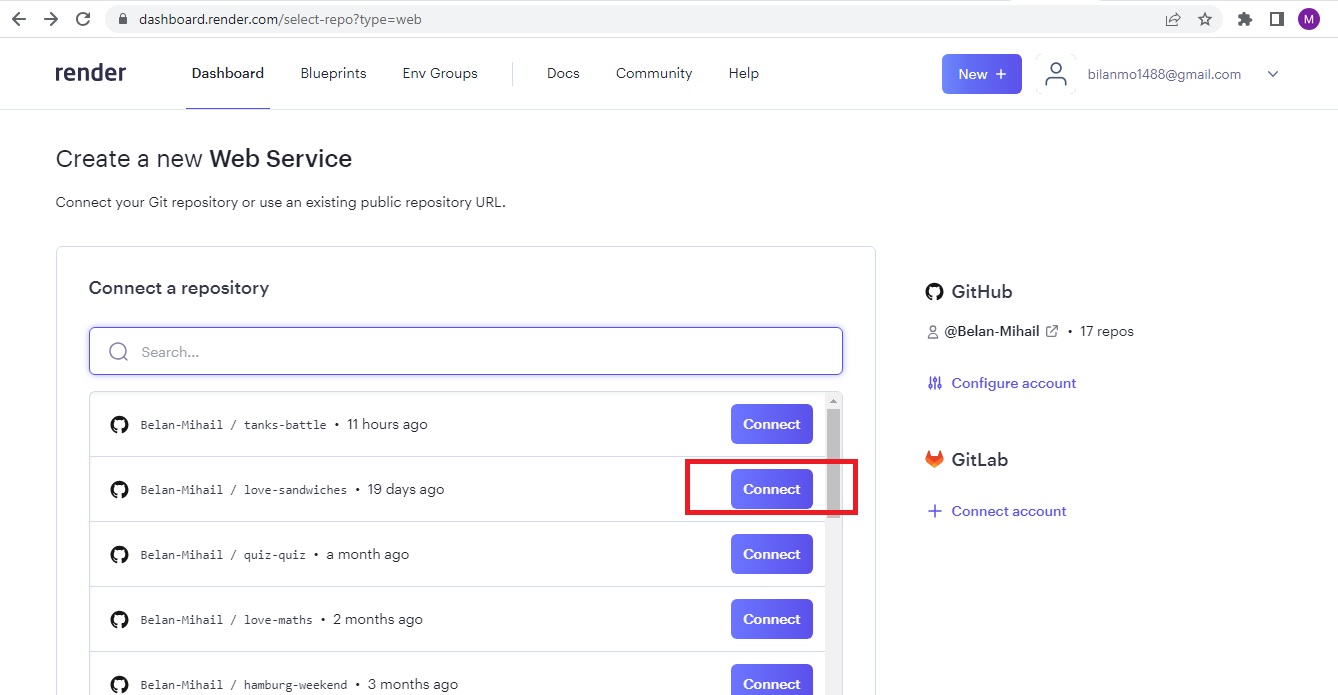 dashboard.render.com/select-repo?type=web
M
render Dashboard Blueprints Env Groups Docs Community Help New + bilanmo1488@gmail.com
Create a new Web Service
Connect your Git repository or use an existing public repository URL.
Connect a repository
Search...
Belan-Mihail / tanks-battle • 11 hours ago Connect
Belan-Mihail / love-sandwiches • 19 days ago Connect
Belan-Mihail / quiz-quiz • a month ago Connect
Belan-Mihail / love-maths • 2 months ago Connect
Belan-Mihail / hamburg-weekend • 3 months ago Connect
GitHub
@Belan-Mihail • 17 repos
Configure account
GitLab
Connect account